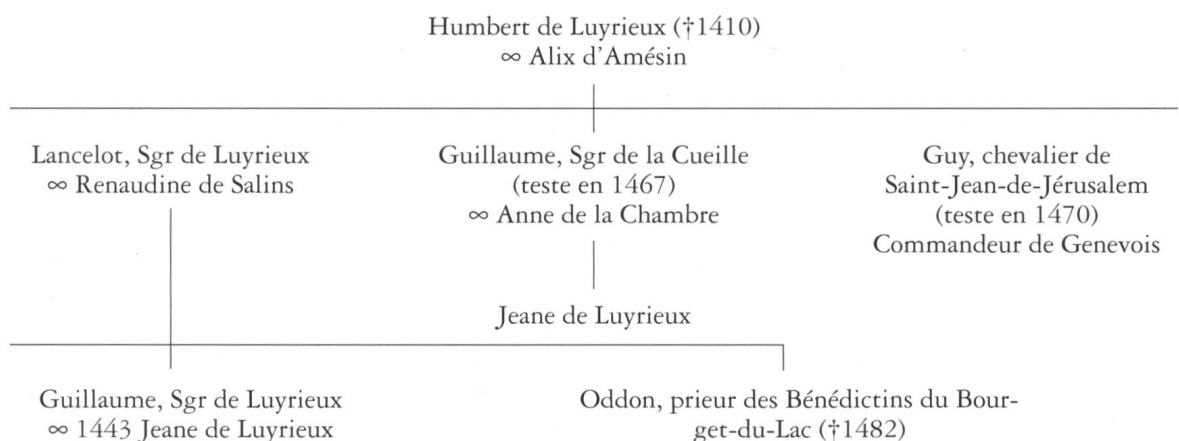 Humbert de Luyrieux (†1410)
∞ Alix d'Amésin
Lancelot, Sgr de Luyrieux
∞ Renaudine de Salins
Guillaume, Sgr de la Cueille
(teste en 1467)
∞ Anne de la Chambre
Guy, chevalier de
Saint-Jean-de-Jérusalem
(teste en 1470)
Commandeur de Genevois
Jeane de Luyrieux
Guillaume, Sgr de Luyrieux
∞ 1443 Jeane de Luyrieux
Oddon, prieur des Bénédictins du Bour-
get-du-Lac (†1482)